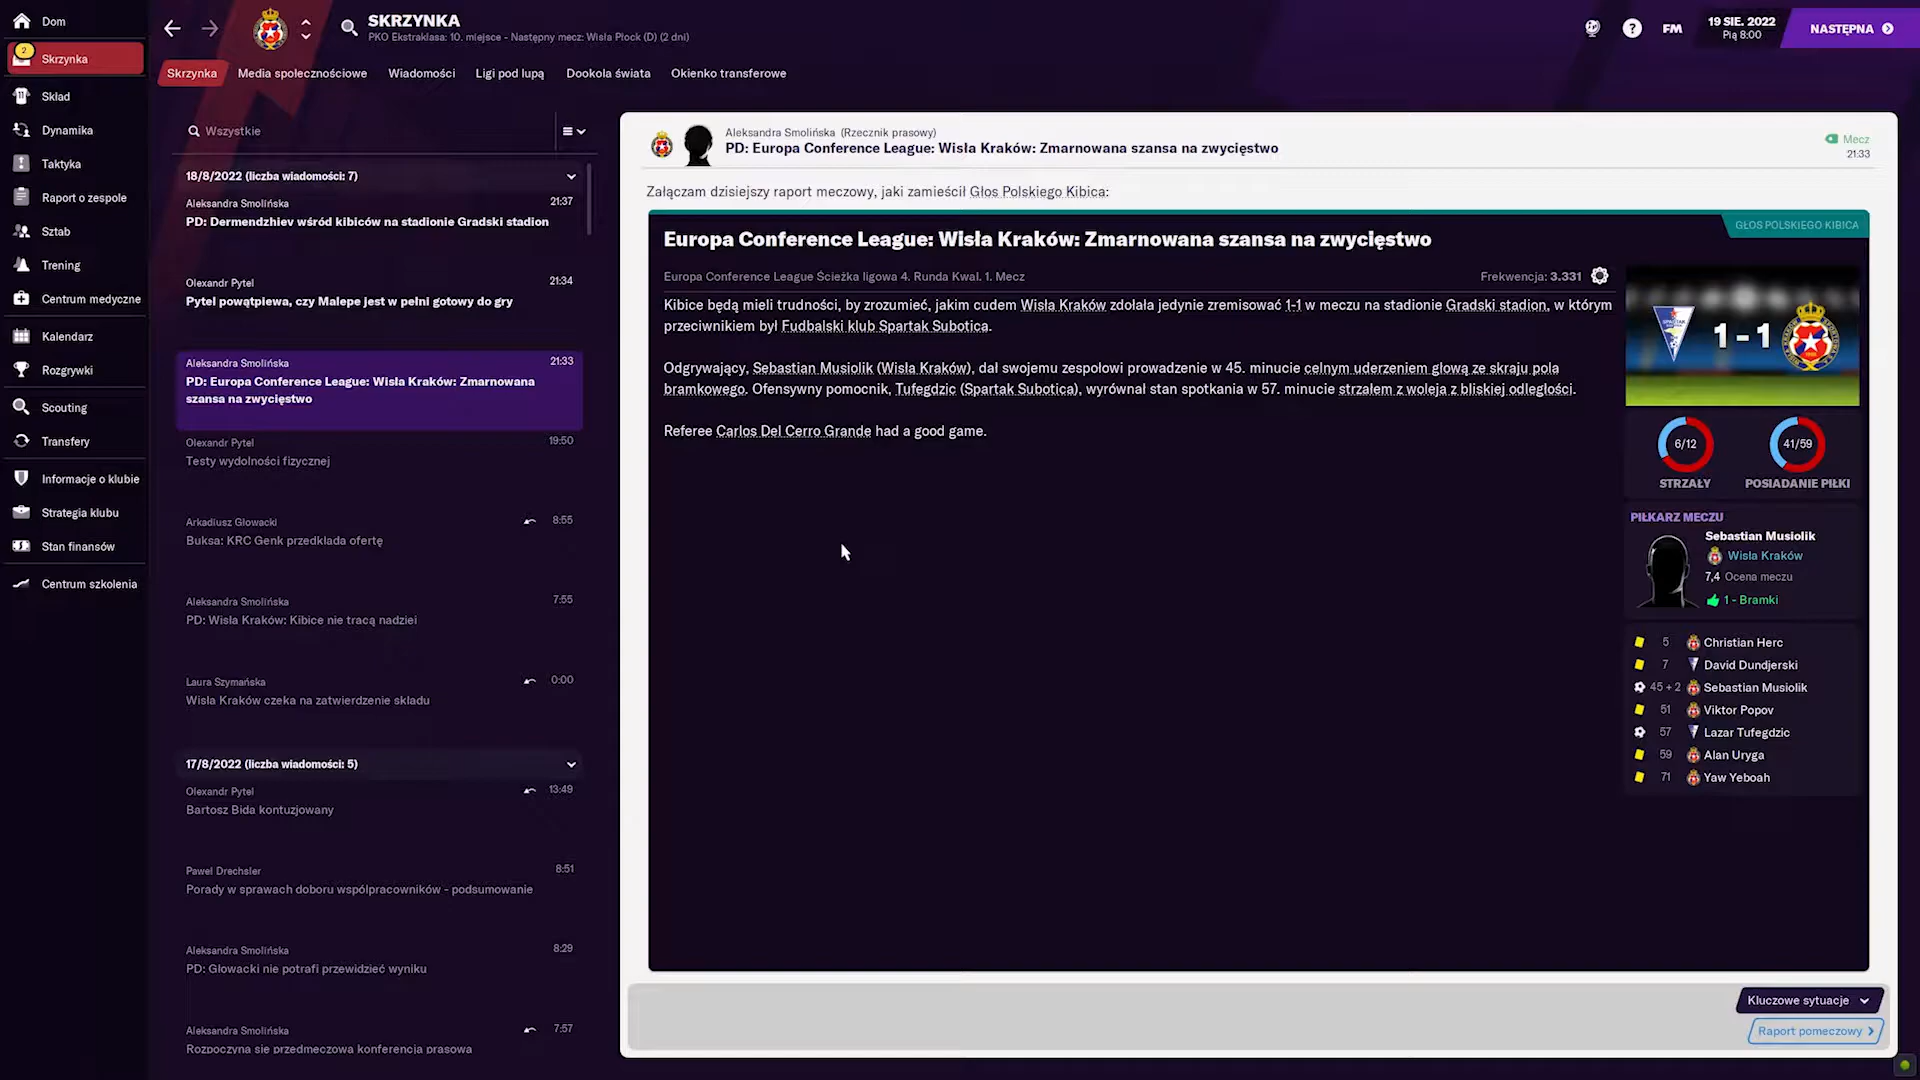 Dom
2
Skrzynka
Skład
Dynamika
Taktyka
Raport o zespole
Sztab
Trening
Centrum medyczne
Kalendarz
Rozgrywki
Scouting
Transfery
Informacje o klubie
Strategia klubu
Stan finansów
Centrum szkolenia
SKRZYNKA
PKO Ekstraklasa: 10. miejsce - Następny mecz: Wisła Płock (D) (2 dni)
FM
19 SIE. 2022
Pią 8:00
NASTĘPNA
Skrzynka
Media społecznościowe
Wiadomości
Ligi pod lupą
Dookoła świata
Okienko transferowe
Wszystkie
18/8/2022 (liczba wiadomości: 7)
Aleksandra Smolińska 21:37
PD: Dermendzhiev wśród kibiców na stadionie Gradski stadion
Olexandr Pytel 21:34
Pytel powątpiewa, czy Malepe jest w pełni gotowy do gry
Aleksandra Smolińska 21:33
PD: Europa Conference League: Wisła Kraków: Zmarnowana
szansa na zwycięstwo
Olexandr Pytel 19:50
Testy wydolności fizycznej
Arkadiusz Głowacki 8:55
Buksa: KRC Genk przedkłada ofertę
Aleksandra Smolińska 7:55
PD: Wisła Kraków: Kibice nie tracą nadziei
Laura Szymańska 0:00
Wisła Kraków czeka na zatwierdzenie składu
17/8/2022 (liczba wiadomości: 5)
Olexandr Pytel 13:49
Bartosz Bida kontuzjowany
Paweł Drechsler 8:51
Porady w sprawach doboru współpracowników - podsumowanie
Aleksandra Smolińska 8:29
PD: Głowacki nie potrafi przewidzieć wyniku
Aleksandra Smolińska 7:57
Rozpoczyna się przedmeczowa konferencja prasowa
Aleksandra Smolińska (Rzecznik prasowy)
PD: Europa Conference League: Wisła Kraków: Zmarnowana szansa na zwycięstwo
Mecz
21:33
Załączam dzisiejszy raport meczowy, jaki zamieścił Głos Polskiego Kibica:
GŁOS POLSKIEGO KIBICA
Europa Conference League: Wisła Kraków: Zmarnowana szansa na zwycięstwo
Europa Conference League Ścieżka ligowa 4. Runda Kwal. 1. Mecz
Frekwencja: 3.331
Kibice będą mieli trudności, by zrozumieć, jakim cudem Wisła Kraków zdołała jedynie zremisować 1-1 w meczu na stadionie Gradski stadion, w którym
przeciwnikiem był Fudbalski klub Spartak Subotica.
Odgrywający, Sebastian Musiolik (Wisła Kraków), dał swojemu zespołowi prowadzenie w 45. minucie celnym uderzeniem głową ze skraju pola
bramkowego. Ofensywny pomocnik, Tufegdzic (Spartak Subotica), wyrównał stan spotkania w 57. minucie strzałem z woleja z bliskiej odległości.
Referee Carlos Del Cerro Grande had a good game.
1 - 1
6/12
STRZAŁY
41/59
POSIADANIE PIŁKI
PIŁKARZ MECZU
Sebastian Musiolik
Wisła Kraków
7,4 Ocena meczu
1 - Bramki
5 Christian Herc
7 David Dundjerski
45 + 2 Sebastian Musiolik
51 Viktor Popov
57 Lazar Tufegdzic
59 Alan Uryga
71 Yaw Yeboah
Kluczowe sytuacje
Raport pomeczowy